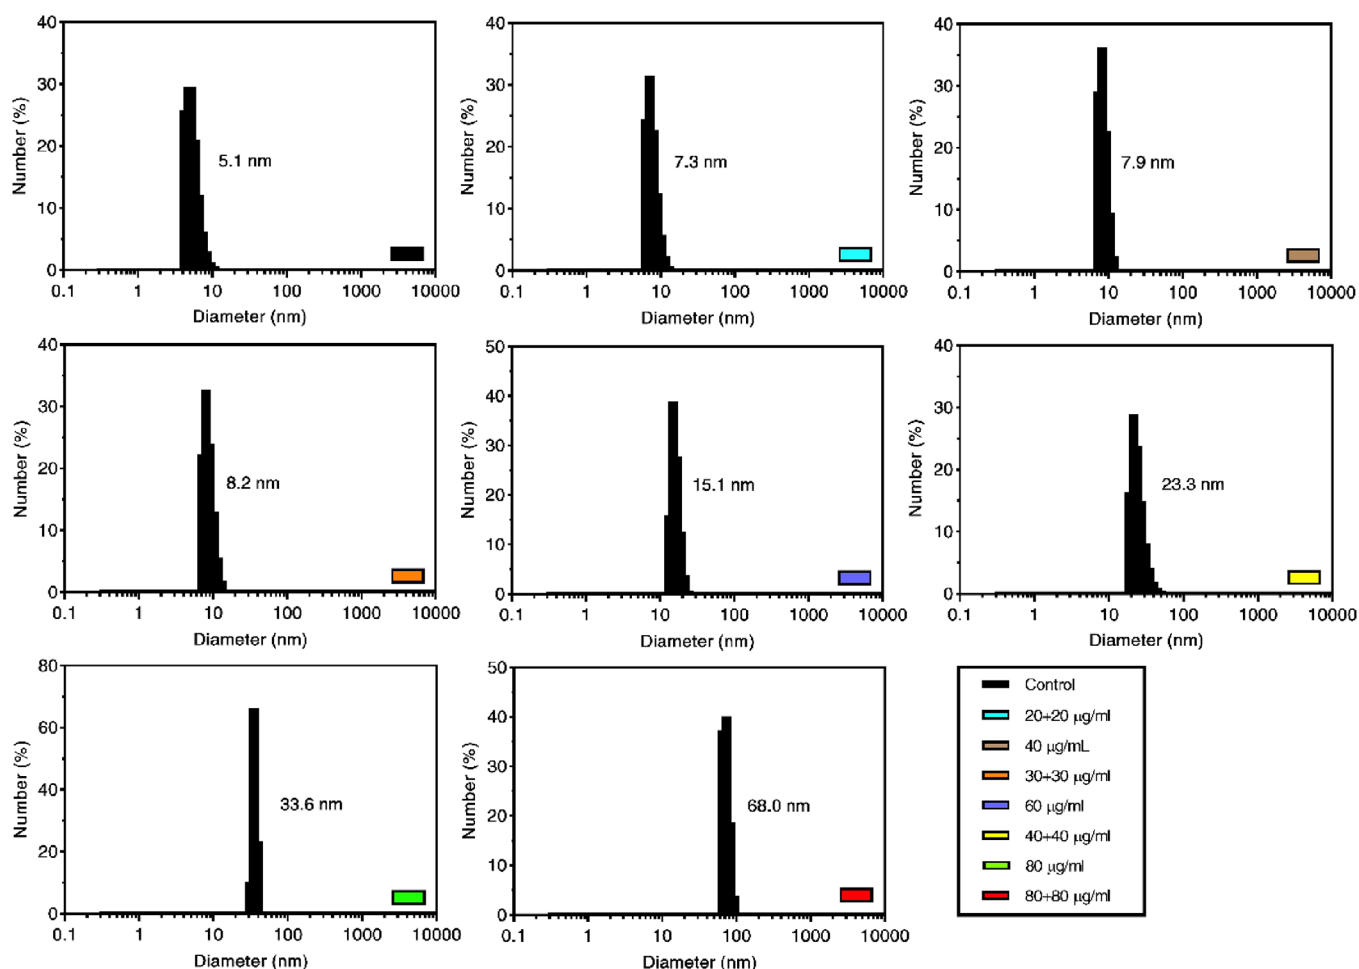 40
30
20
10
0
Number (%)
5.1 nm
0.1 1 10 100 1000 10000
Diameter (nm)
40
30
20
10
0
Number (%)
7.3 nm
0.1 1 10 100 1000 10000
Diameter (nm)
40
30
20
10
0
Number (%)
7.9 nm
0.1 1 10 100 1000 10000
Diameter (nm)
40
30
20
10
0
Number (%)
8.2 nm
0.1 1 10 100 1000 10000
Diameter (nm)
50
40
30
20
10
0
Number (%)
15.1 nm
0.1 1 10 100 1000 10000
Diameter (nm)
40
30
20
10
0
Number (%)
23.3 nm
0.1 1 10 100 1000 10000
Diameter (nm)
80
60
40
20
0
Number (%)
33.6 nm
0.1 1 10 100 1000 10000
Diameter (nm)
50
40
30
20
10
0
Number (%)
68.0 nm
0.1 1 10 100 1000 10000
Diameter (nm)
Control
20+20 µg/ml
40 µg/mL
30+30 µg/ml
60 µg/ml
40+40 µg/ml
80 µg/ml
80+80 µg/ml